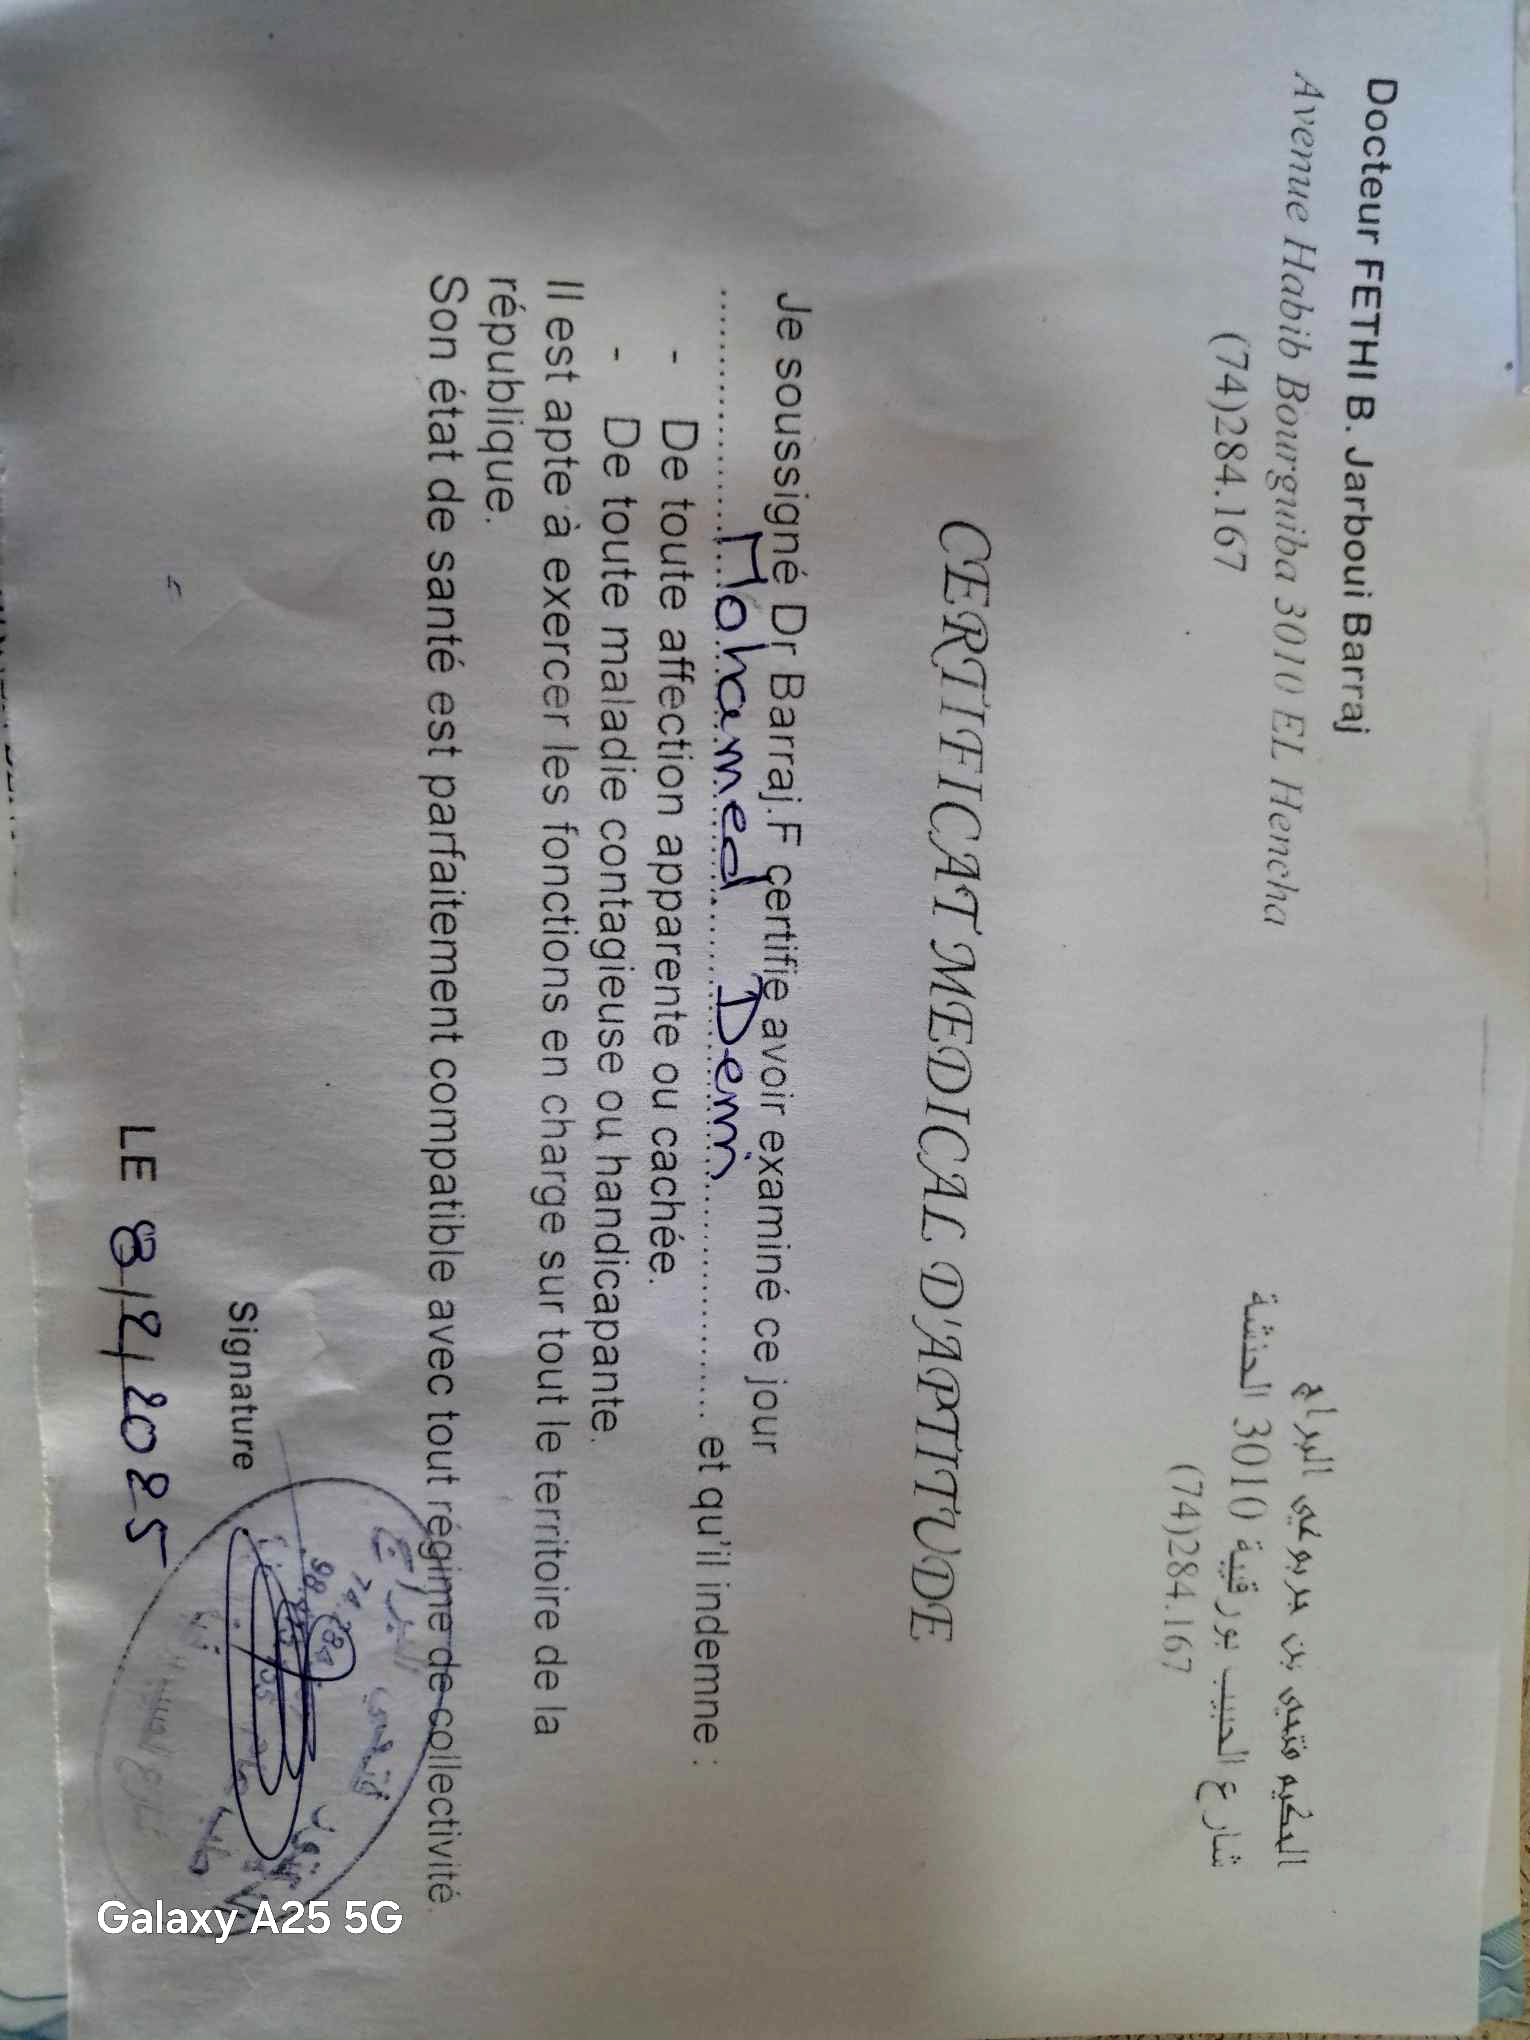 Docteur FETHI B. Jarboui Barraj
Avenue Habib Bourguiba 3010 EL Hencha
(74)284.167
الحكيم فتحي بن جربوعي البراج
شارع الحبيب بورقيبة 3010 الحنشة
(74)284.167
CERTIFICAT MEDICAL D'APTITUDE
Je soussigné Dr Barraj.F certifie avoir examiné ce jour
Mohamed Demni et qu'il indemne :
- De toute affection apparente ou cachée.
- De toute maladie contagieuse ou handicapante.
Il est apte à exercer les fonctions en charge sur tout le territoire de la
république.
Son état de santé est parfaitement compatible avec tout régime de collectivité.
Signature
LE 8/2/2025
البراج فتحي
Galaxy A25 5G